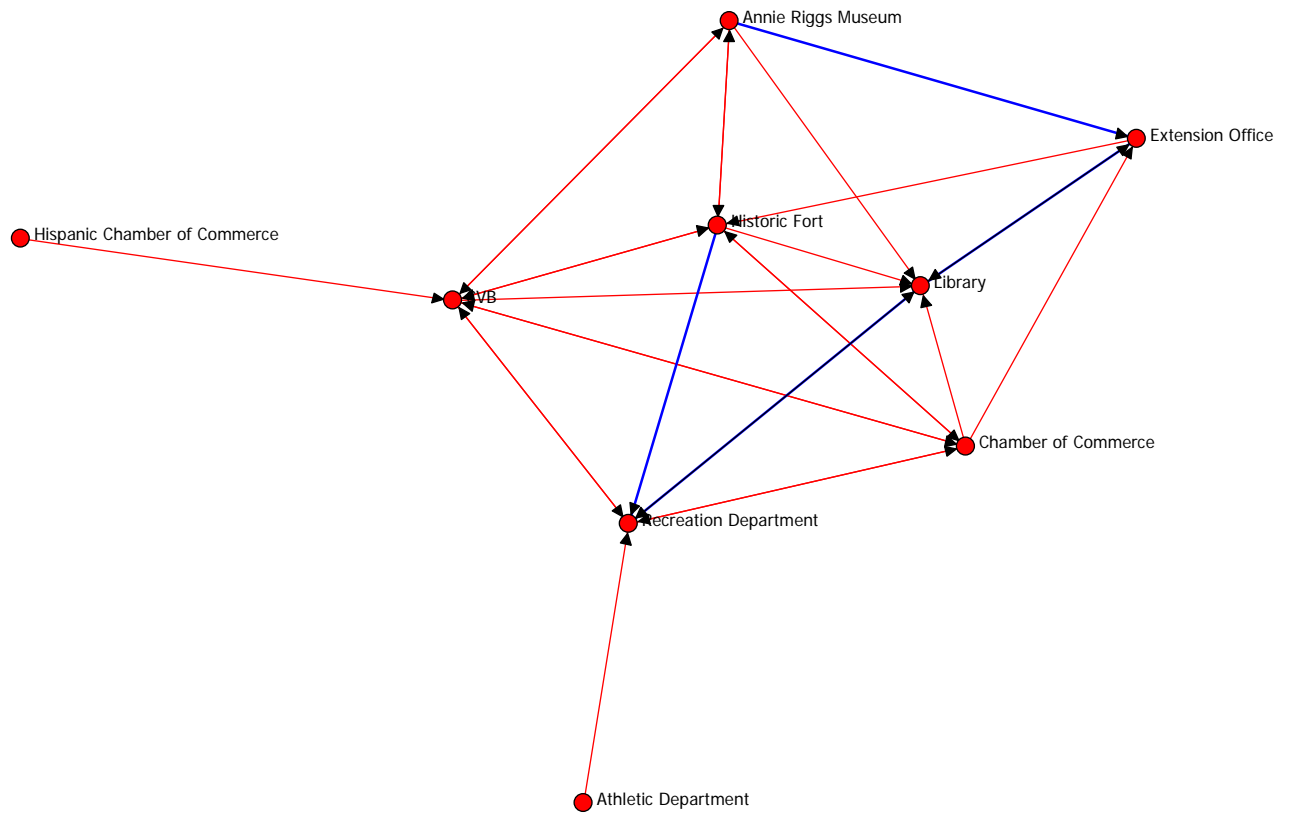 Annie Riggs Museum
Extension Office
Historic Fort
Hispanic Chamber of Commerce
Library
VB
Chamber of Commerce
Recreation Department
Athletic Department